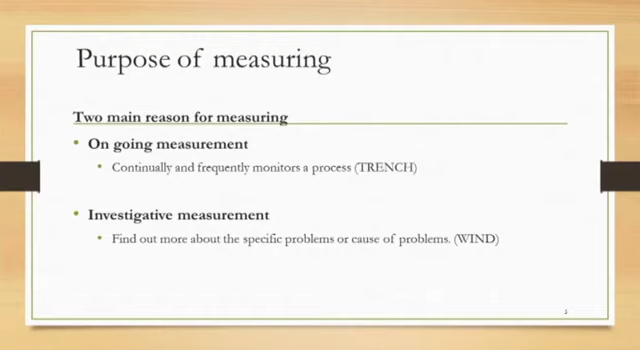 Purpose of measuring
Two main reason for measuring
• On going measurement
• Continually and frequently monitors a process (TRENCH)
• Investigative measurement
• Find out more about the specific problems or cause of problems. (WIND)